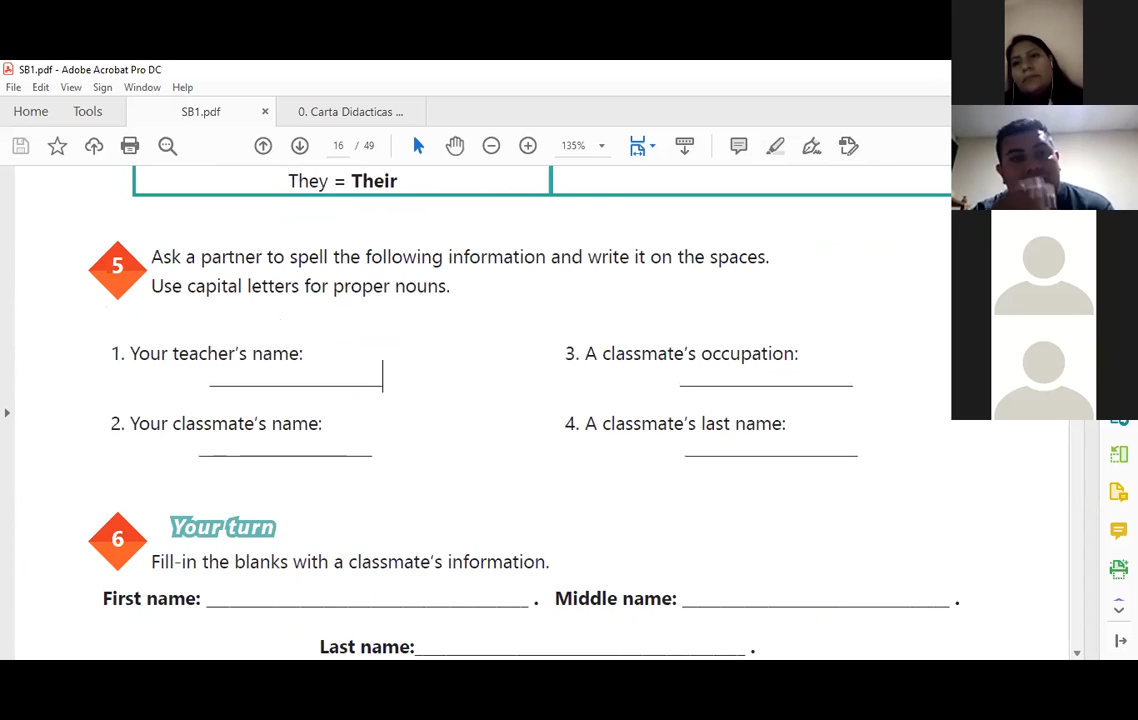 SB1.pdf - Adobe Acrobat Pro DC
File Edit View Sign Window Help
Home Tools SB1.pdf × 0. Carta Didacticas ...
16 / 49 135%
They = Their
5 Ask a partner to spell the following information and write it on the spaces.
Use capital letters for proper nouns.
1. Your teacher's name:
3. A classmate's occupation:
2. Your classmate's name:
4. A classmate's last name:
6 Your turn
Fill-in the blanks with a classmate's information.
First name: ______ . Middle name: ______ .
Last name: ______ .